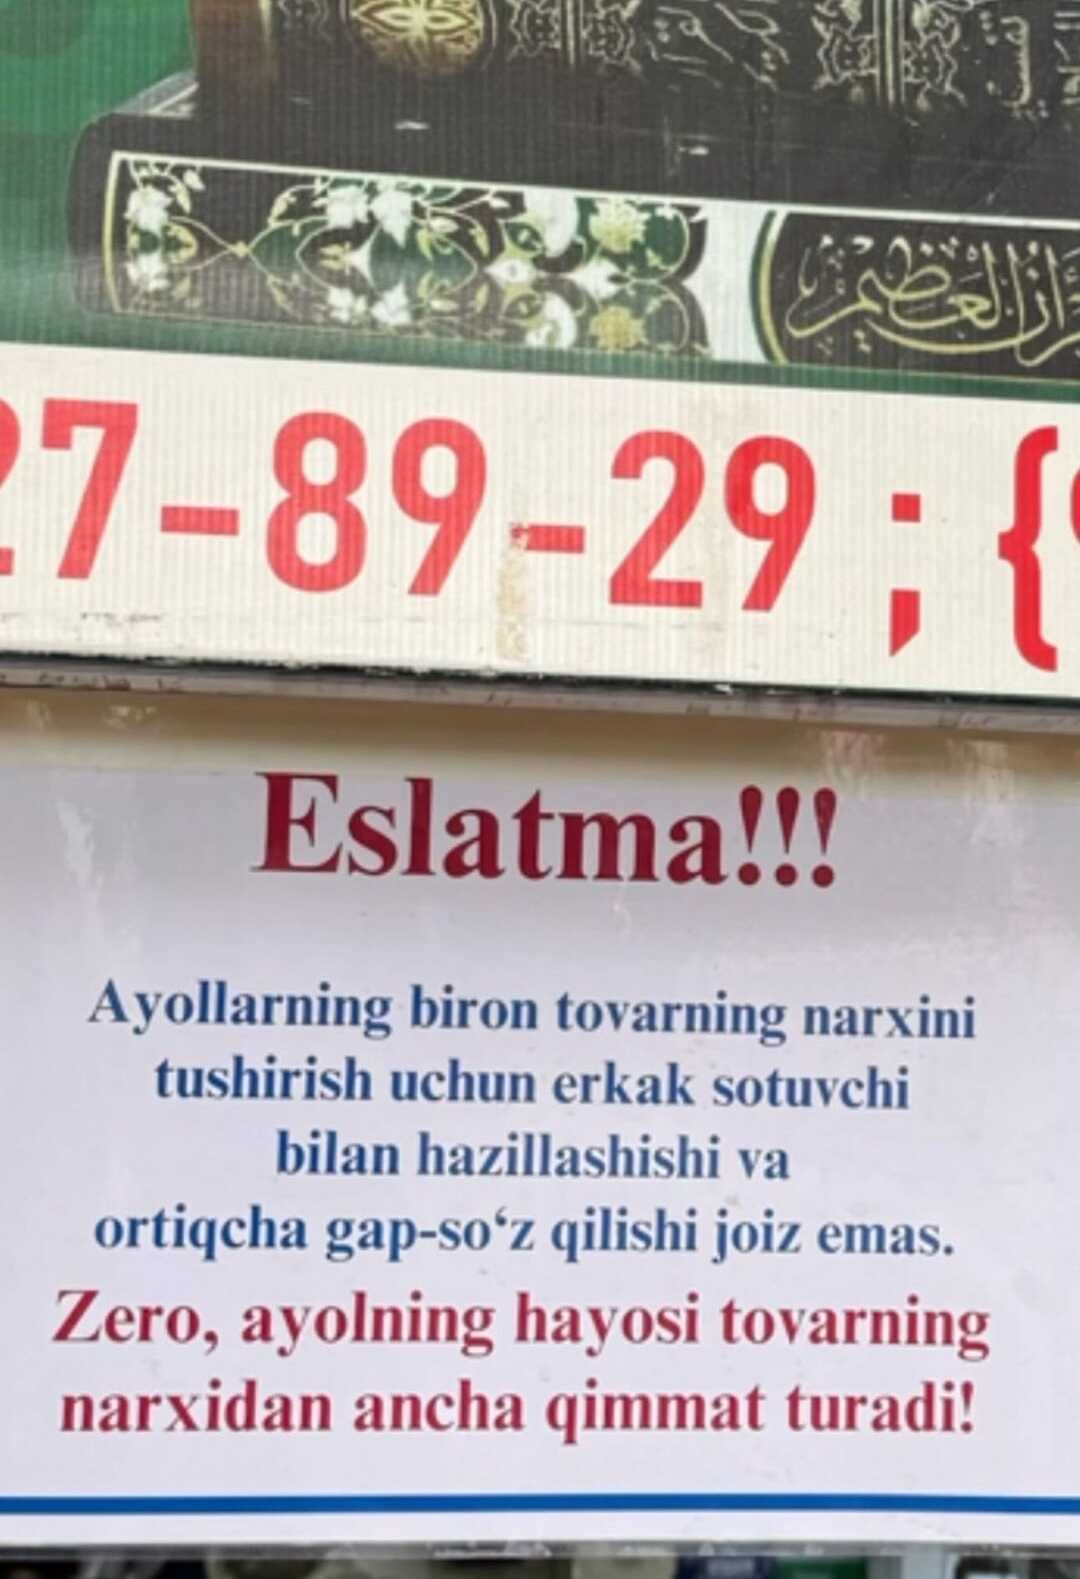 27-89-29 ; {
Eslatma!!!
Ayollarning biron tovarning narxini
tushirish uchun erkak sotuvchi
bilan hazillashishi va
ortiqcha gap-so‘z qilishi joiz emas.
Zero, ayolning hayosi tovarning
narxidan ancha qimmat turadi!